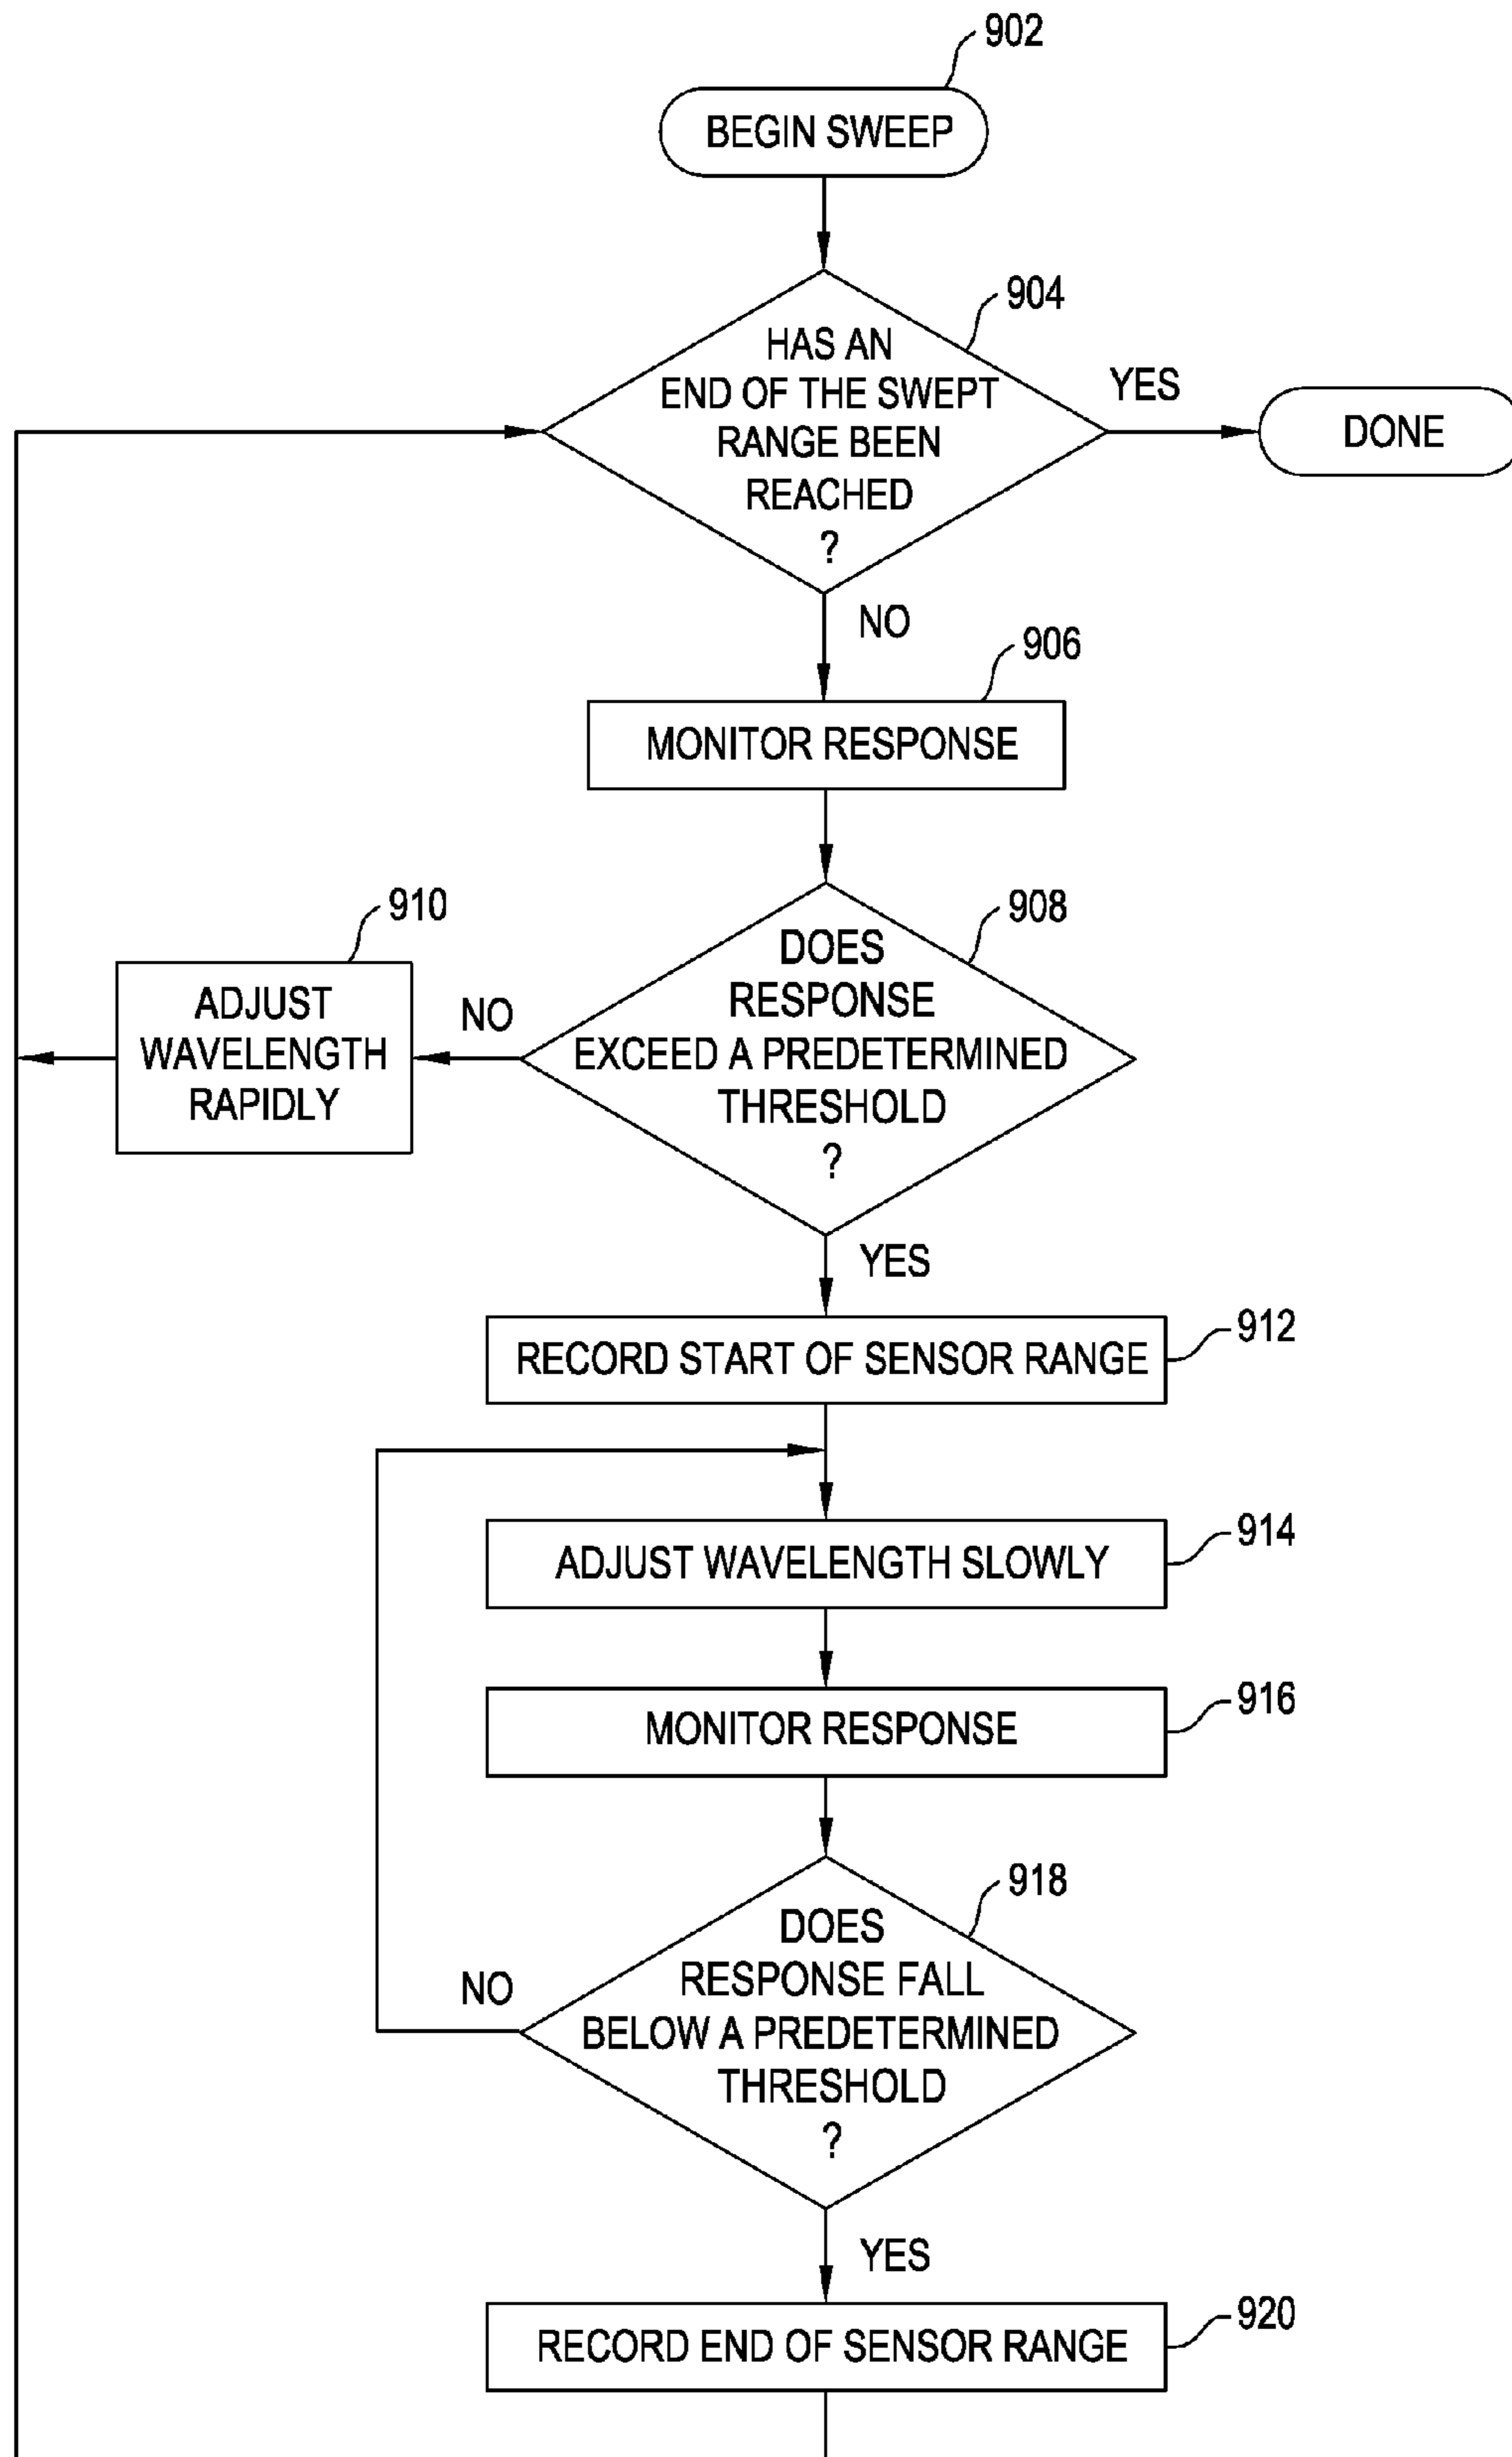 902
BEGIN SWEEP
904
HAS AN
END OF THE SWEPT
RANGE BEEN
REACHED
?
YES
DONE
NO
906
MONITOR RESPONSE
908
DOES
RESPONSE
EXCEED A PREDETERMINED
THRESHOLD
?
NO
910
ADJUST
WAVELENGTH
RAPIDLY
YES
912
RECORD START OF SENSOR RANGE
914
ADJUST WAVELENGTH SLOWLY
916
MONITOR RESPONSE
918
DOES
RESPONSE FALL
BELOW A PREDETERMINED
THRESHOLD
?
NO
YES
920
RECORD END OF SENSOR RANGE